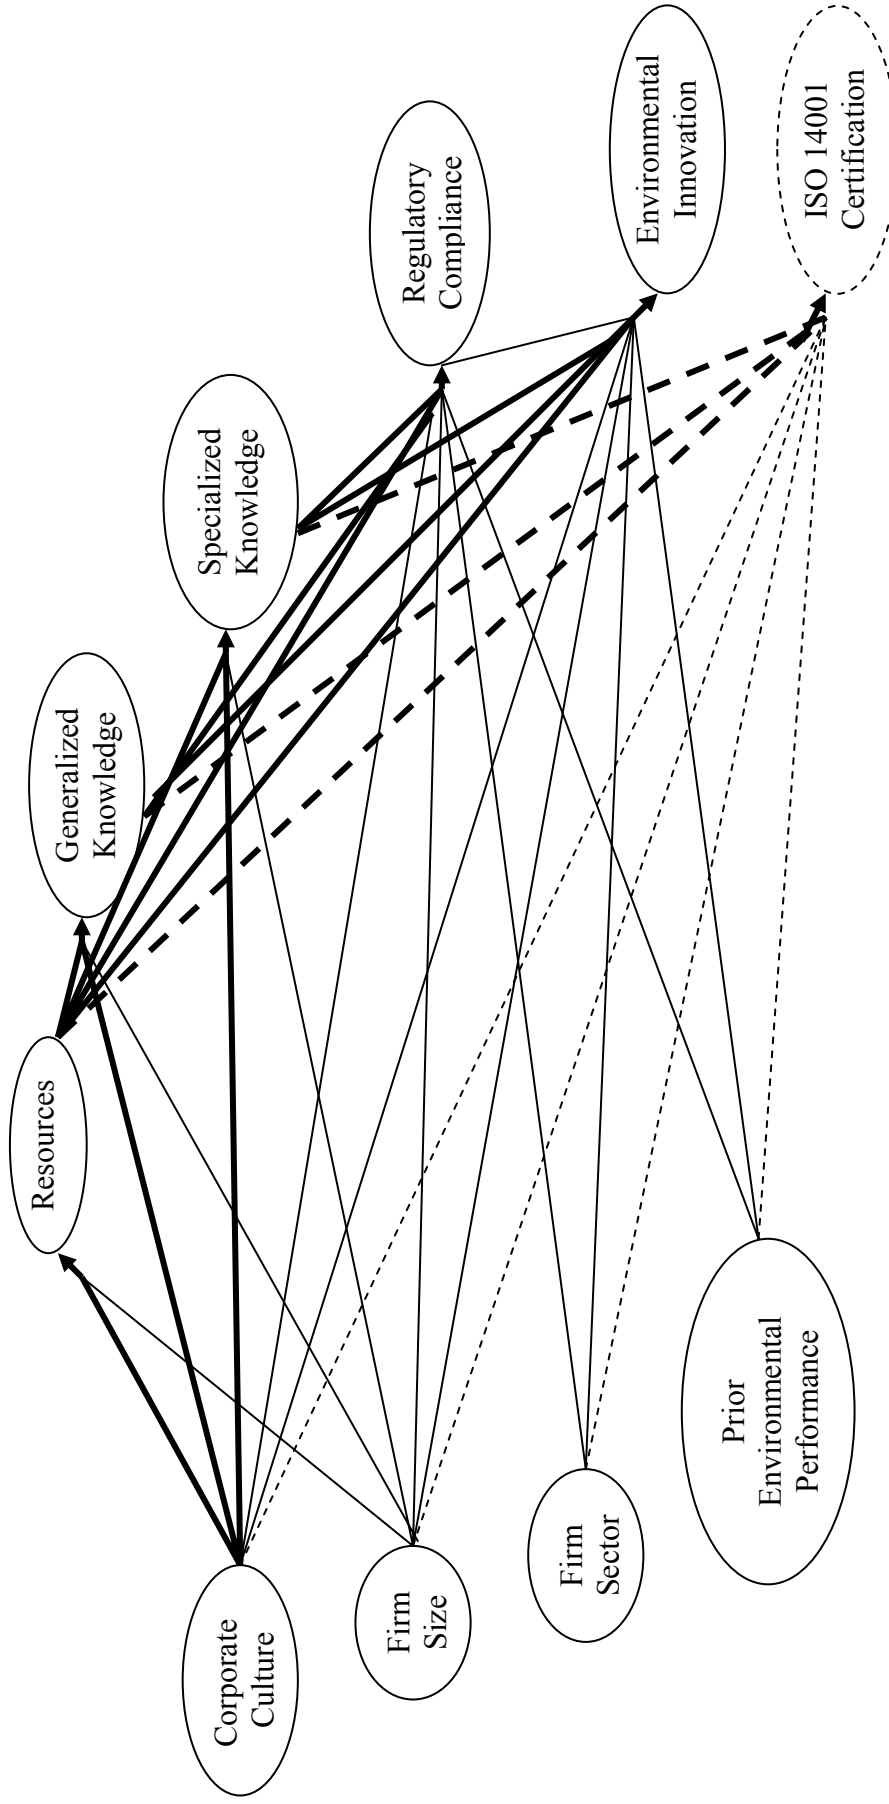 Resources
Generalized
Knowledge
Specialized
Knowledge
Regulatory
Compliance
Environmental
Innovation
ISO 14001
Certification
Corporate
Culture
Firm
Size
Firm
Sector
Prior
Environmental
Performance